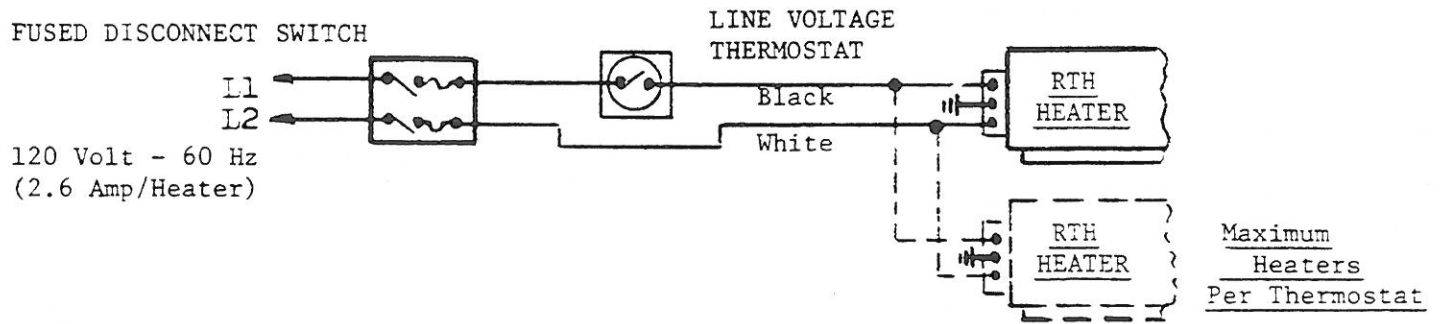 FUSED DISCONNECT SWITCH
L1
L2
120 Volt - 60 Hz
(2.6 Amp/Heater)
LINE VOLTAGE
THERMOSTAT
Black
White
RTH
HEATER
RTH
HEATER
Maximum
Heaters
Per Thermostat